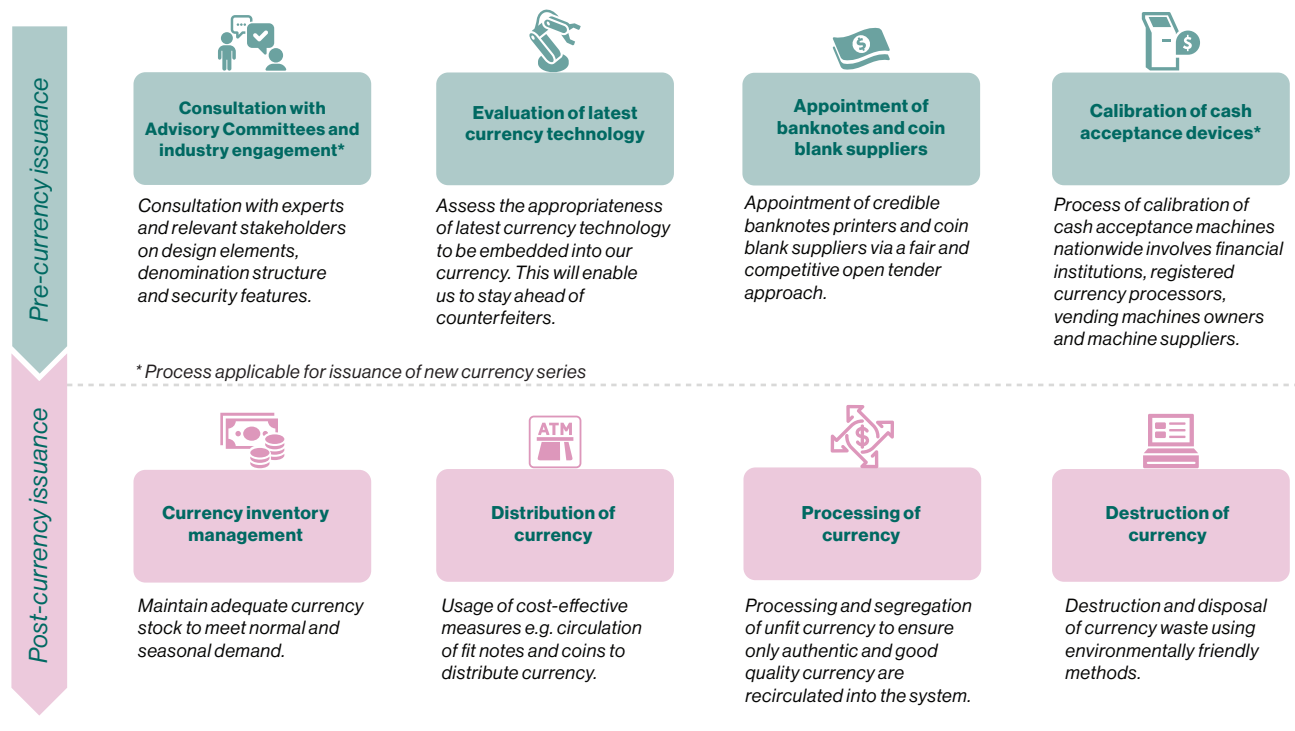 Pre-currency issuance
Consultation with
Advisory Committees and
industry engagement*
Consultation with experts
and relevant stakeholders
on design elements,
denomination structure
and security features.
Evaluation of latest
currency technology
Assess the appropriateness
of latest currency technology
to be embedded into our
currency. This will enable
us to stay ahead of
counterfeiters.
$
Appointment of
banknotes and coin
blank suppliers
Appointment of credible
banknotes printers and coin
blank suppliers via a fair and
competitive open tender
approach.
$
Calibration of cash
acceptance devices*
Process of calibration of
cash acceptance machines
nationwide involves financial
institutions, registered
currency processors,
vending machines owners
and machine suppliers.
* Process applicable for issuance of new currency series
Post-currency issuance
Currency inventory
management
Maintain adequate currency
stock to meet normal and
seasonal demand.
ATM
Distribution of
currency
Usage of cost-effective
measures e.g. circulation
of fit notes and coins to
distribute currency.
$
Processing of
currency
Processing and segregation
of unfit currency to ensure
only authentic and good
quality currency are
recirculated into the system.
Destruction of
currency
Destruction and disposal
of currency waste using
environmentally friendly
methods.